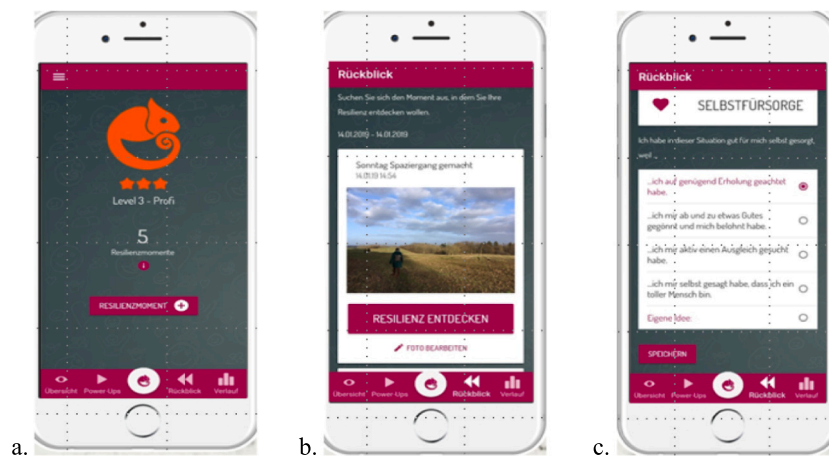 Level 3 - Profi
5
Resilienzmomente
i
RESILIENZMOMENT +
Übersicht Power-Ups Rückblick Verlauf
a.
Rückblick
Suchen Sie sich den Moment aus, in dem Sie Ihre
Resilienz entdecken wollen.
14.01.2019 - 14.01.2019
Sonntag Spaziergang gemacht
14.01.19 14:54
RESILIENZ ENTDECKEN
FOTO BEARBEITEN
Übersicht Power-Ups Rückblick Verlauf
b.
Rückblick
SELBSTFÜRSORGE
Ich habe in dieser Situation gut für mich selbst gesorgt,
weil ...
...ich auf genügend Erholung geachtet
habe.
...ich mir ab und zu etwas Gutes
gegönnt und mich belohnt habe.
...ich mir aktiv einen Ausgleich gesucht
habe.
...ich mir selbst gesagt habe, dass ich ein
toller Mensch bin.
Eigene Idee:
SPEICHERN
Übersicht Power-Ups Rückblick Verlauf
c.